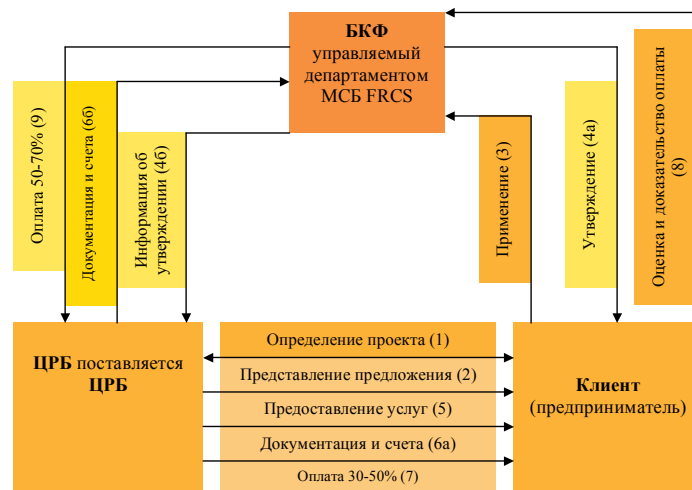 БКФ
управляемый
департаментом
МСБ FRCS
Оплата 50-70% (9)
Документация и счета (6б)
Информация об
утверждении (4б)
Применение (3)
Утверждение (4а)
Оценка и доказательство оплаты
(8)
ЦРБ поставляется
ЦРБ
Определение проекта (1)
Представление предложения (2)
Предоставление услуг (5)
Документация и счета (6а)
Оплата 30-50% (7)
Клиент
(предприниматель)